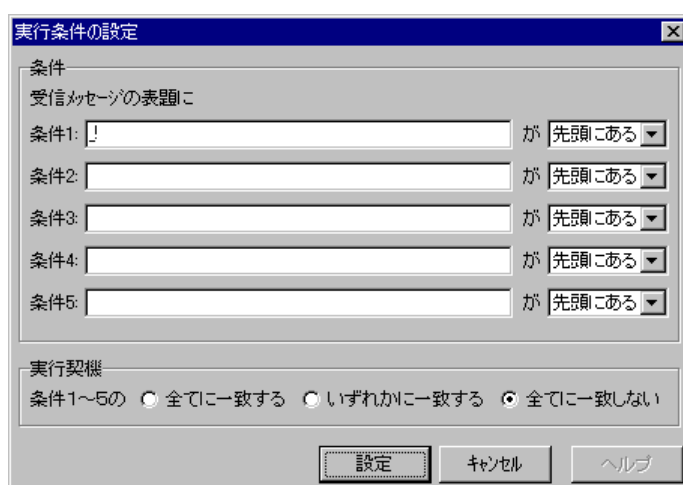 実行条件の設定
条件
受信メッセージの表題に
条件1: ! が 先頭にある
条件2: が 先頭にある
条件3: が 先頭にある
条件4: が 先頭にある
条件5: が 先頭にある
実行契機
条件1～5の 全てに一致する いずれかに一致する 全てに一致しない
設定 キャンセル ヘルプ